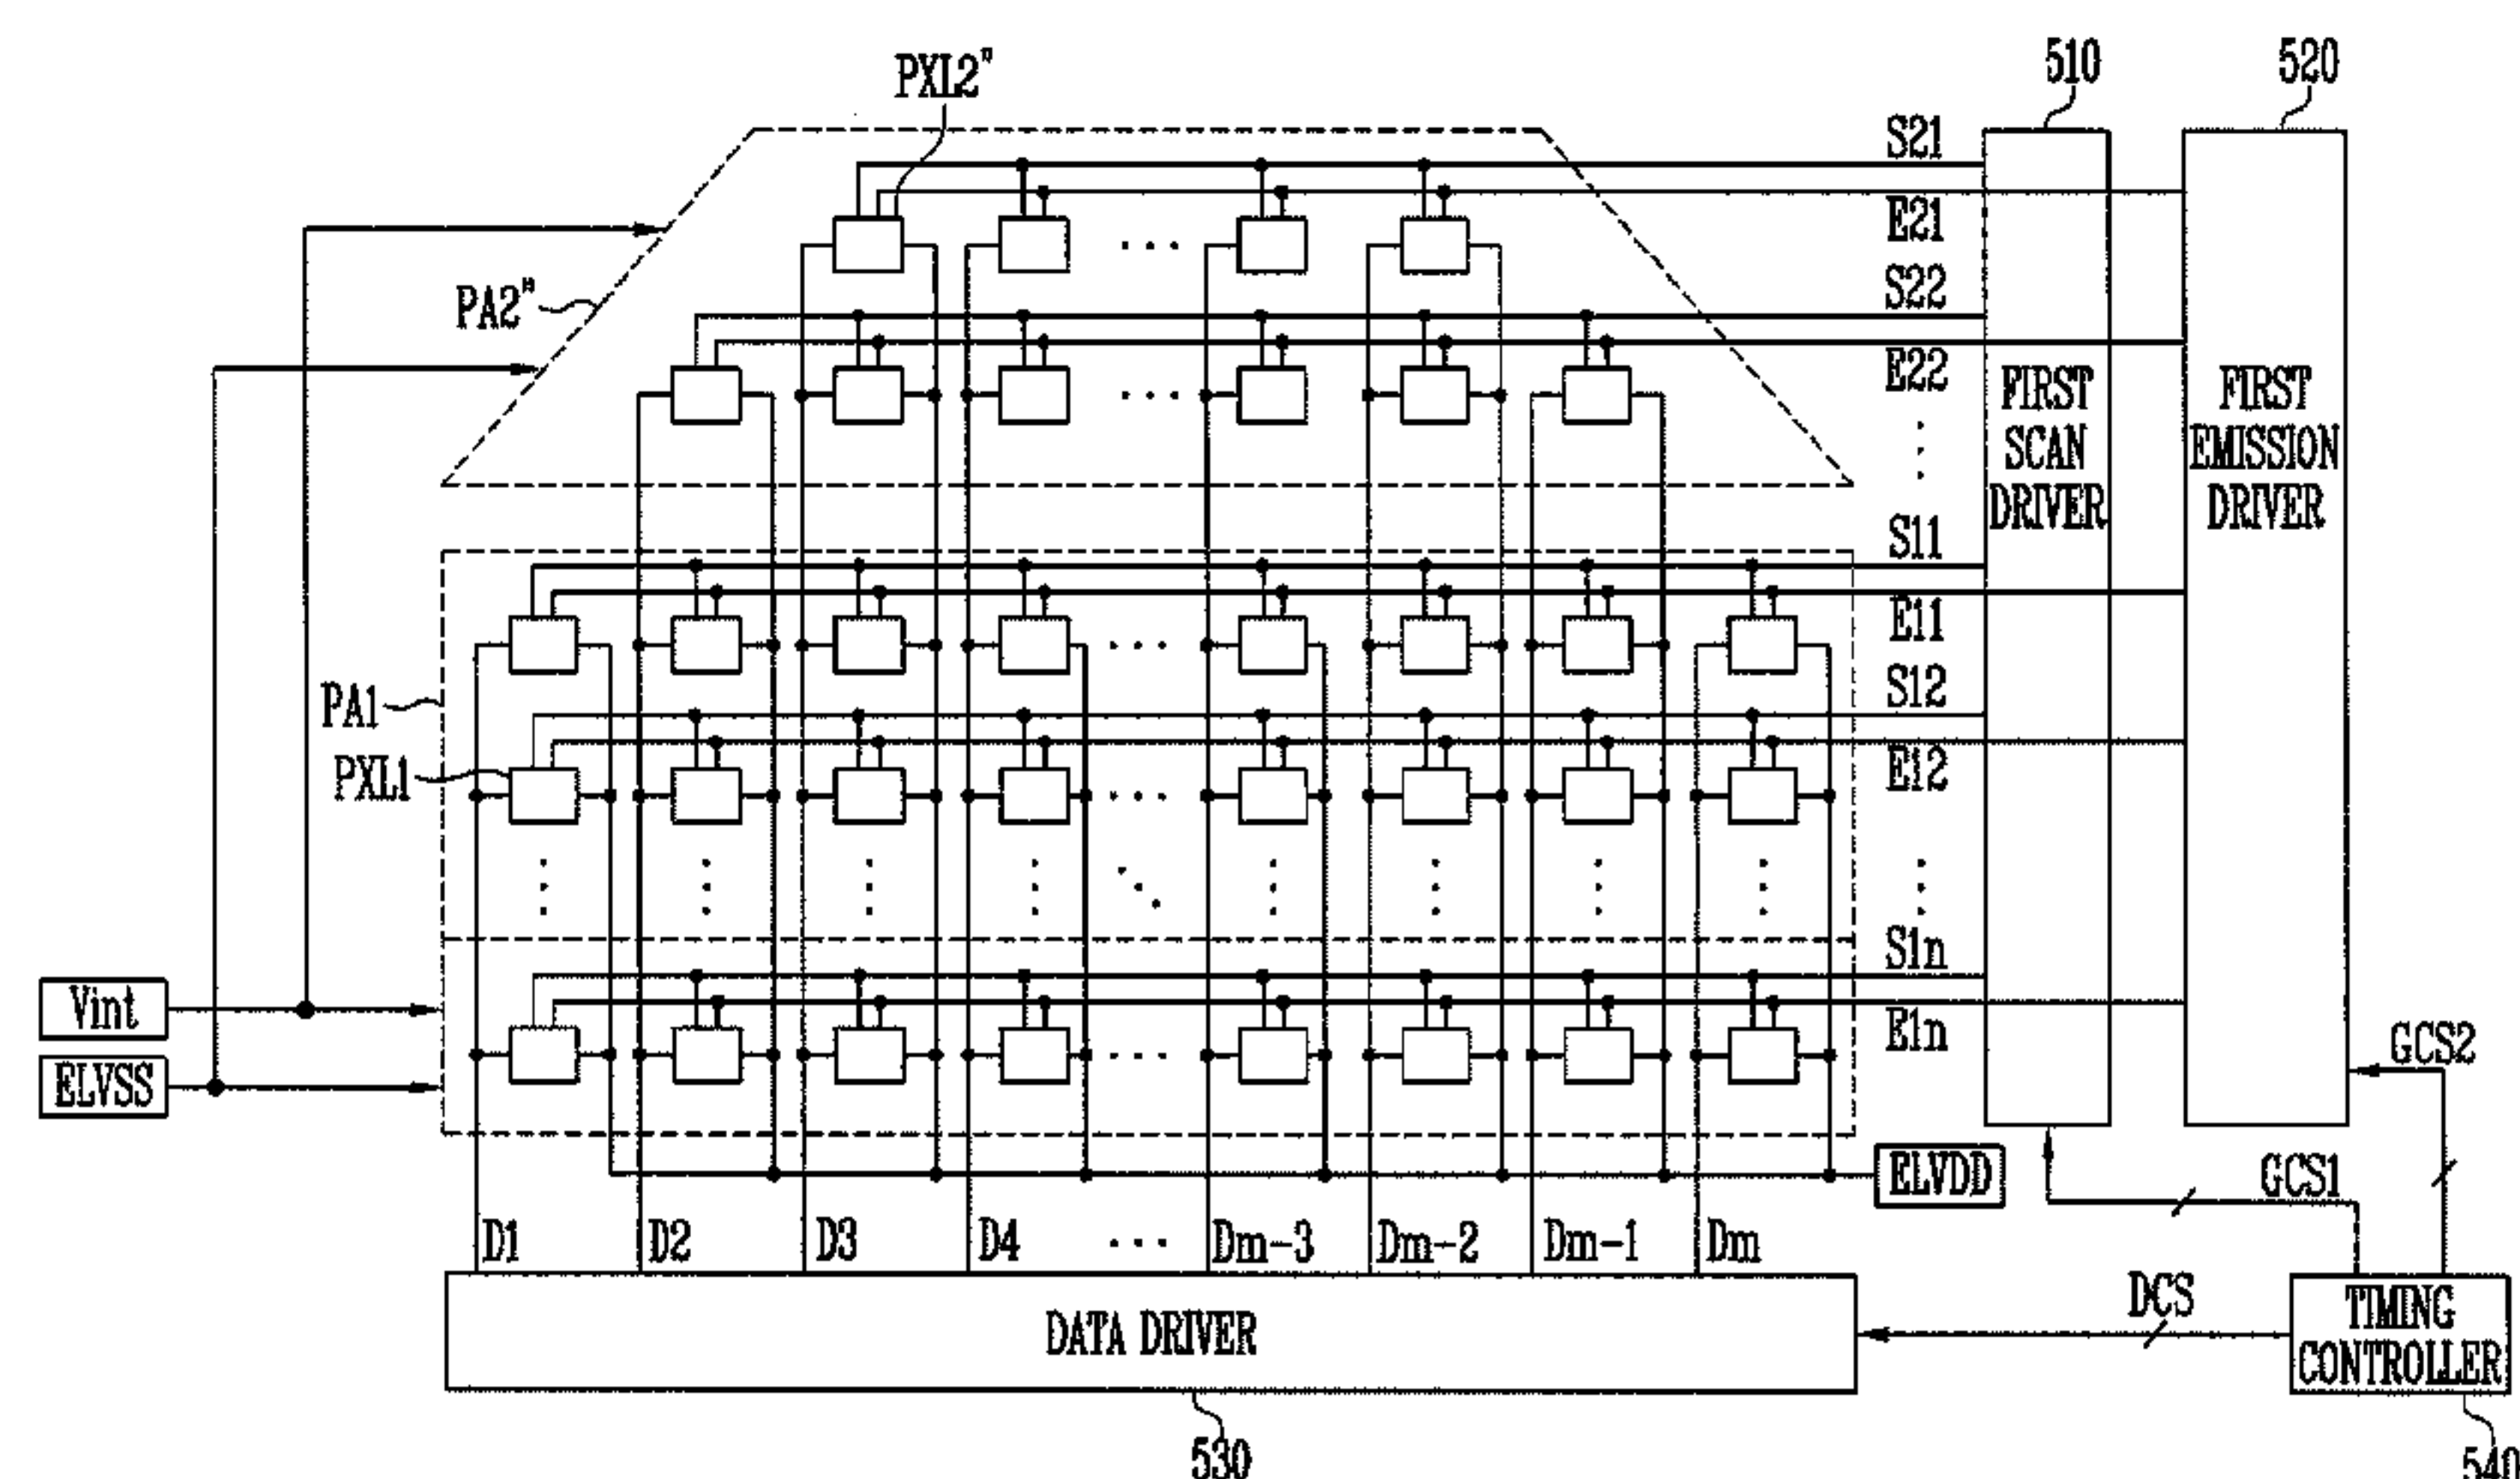 PXL2"
510
520
S21
E21
PA2"
S22
E22
FIRST
SCAN
DRIVER
FIRST
EMISSION
DRIVER
S11
E11
PA1
S12
PXL1
E12
S1n
Vint
E1n
GCS2
ELVSS
ELVDD
GCS1
D1
D2
D3
D4
Dm-3
Dm-2
Dm-1
Dm
DCS
DATA DRIVER
TIMING
CONTROLLER
530
540